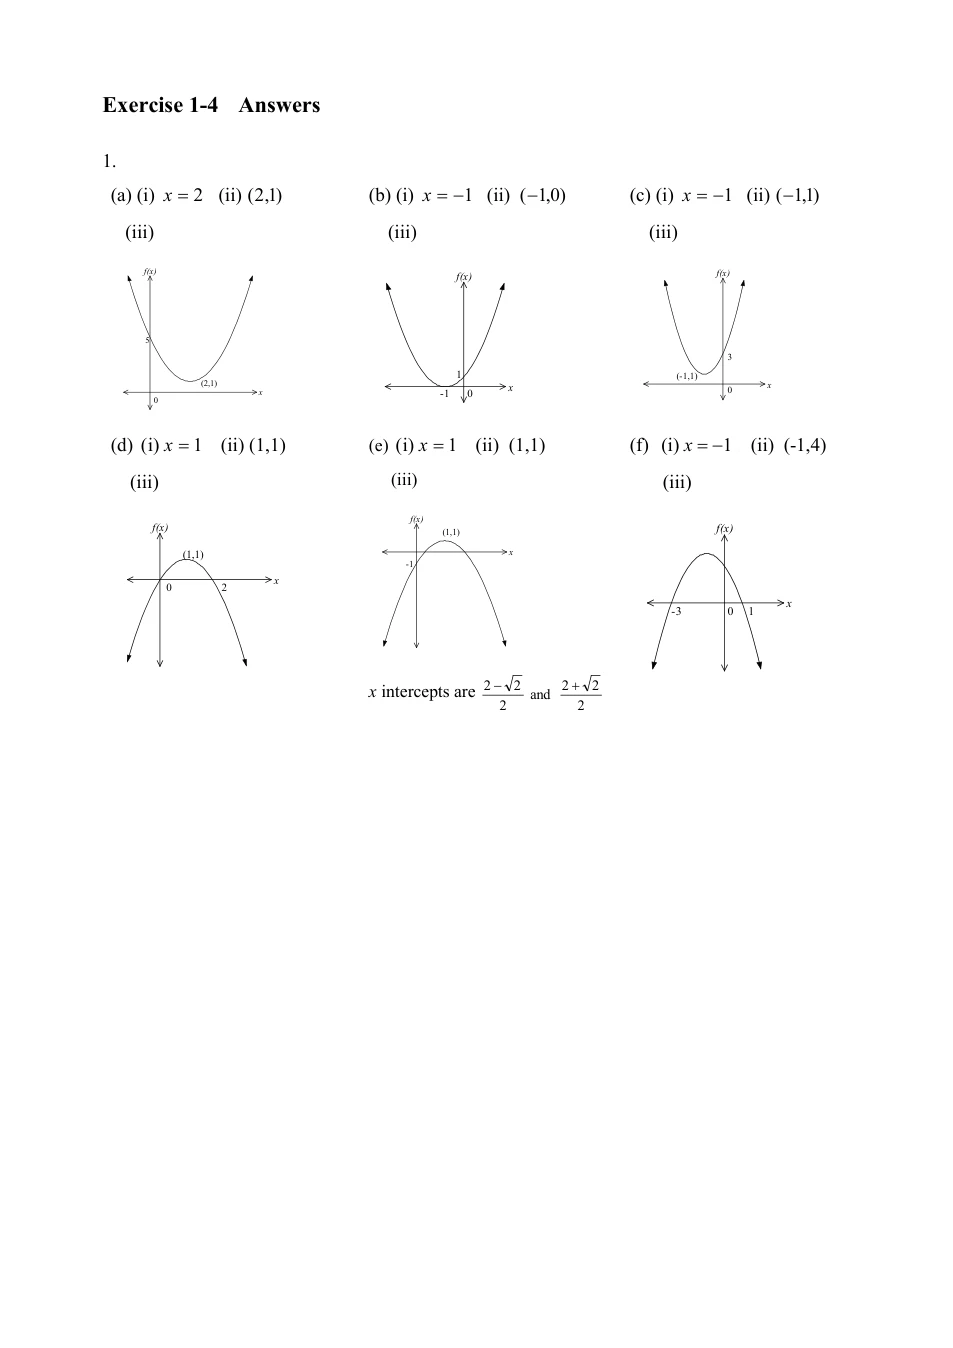 Exercise 1-4 Answers
1.
(a) (i) x = 2 (ii) (2,1) (b) (i) x = −1 (ii) (−1,0) (c) (i) x = −1 (ii) (−1,1)
(iii) (iii) (iii)
f(x) f(x) f(x)
5 (2,1) x 0
1 x -1 0
3 (-1,1) x 0
(d) (i) x = 1 (ii) (1,1) (e) (i) x = 1 (ii) (1,1) (f) (i) x = −1 (ii) (-1,4)
(iii) (iii) (iii)
f(x) f(x) f(x)
(1,1) x 0 2
(1,1) x -1
x -3 0 1
x intercepts are (2 − √2)/2 and (2 + √2)/2